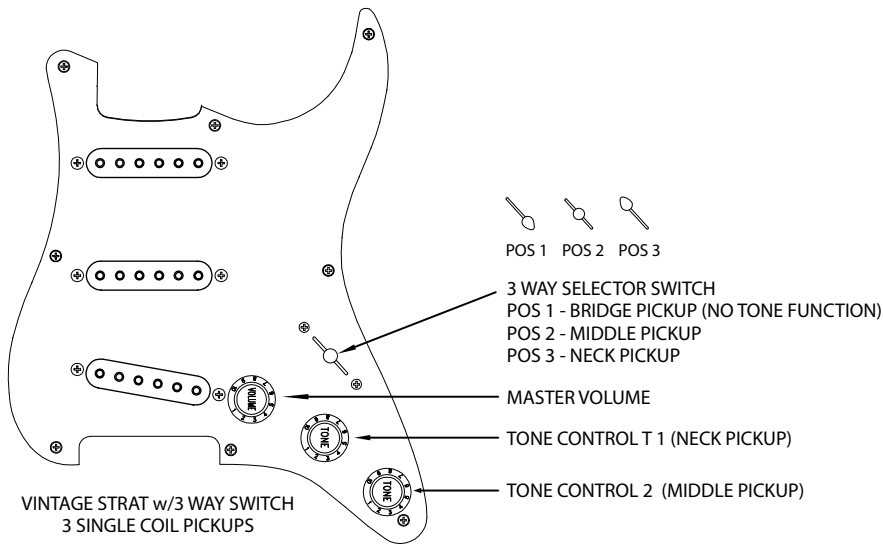 POS 1 POS 2 POS 3
3 WAY SELECTOR SWITCH
POS 1 - BRIDGE PICKUP (NO TONE FUNCTION)
POS 2 - MIDDLE PICKUP
POS 3 - NECK PICKUP
VOLUME
MASTER VOLUME
TONE
TONE CONTROL T 1 (NECK PICKUP)
TONE
TONE CONTROL 2 (MIDDLE PICKUP)
VINTAGE STRAT w/3 WAY SWITCH
3 SINGLE COIL PICKUPS